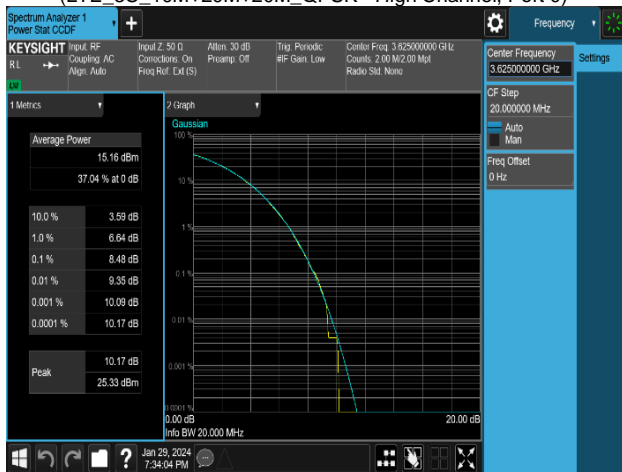 Spectrum Analyzer 1
Power Stat CCDF
Frequency
KEYSIGHT
RL
Input: RF
Coupling: AC
Align: Auto
Input Z: 50 Ω
Corrections: On
Freq Ref: Ext (S)
Atten: 30 dB
Preamp: Off
Trig: Periodic
#IF Gain: Low
Center Freq: 3.625000000 GHz
Counts: 2.00 M/2.00 Mpt
Radio Std: None
Center Frequency
3.625000000 GHz
Settings
CF Step
20.000000 MHz
Auto
Man
Freq Offset
0 Hz
1 Metrics
2 Graph
Average Power
15.16 dBm
37.04 % at 0 dB
10.0 % 3.59 dB
1.0 % 6.64 dB
0.1 % 8.48 dB
0.01 % 9.35 dB
0.001 % 10.09 dB
0.0001 % 10.17 dB
Peak
10.17 dB
25.33 dBm
Gaussian
100 %
10 %
1 %
0.1 %
0.01 %
0.001 %
0.0001 %
0.00 dB
20.00 dB
Info BW 20.000 MHz
Jan 29, 2024
7:34:04 PM